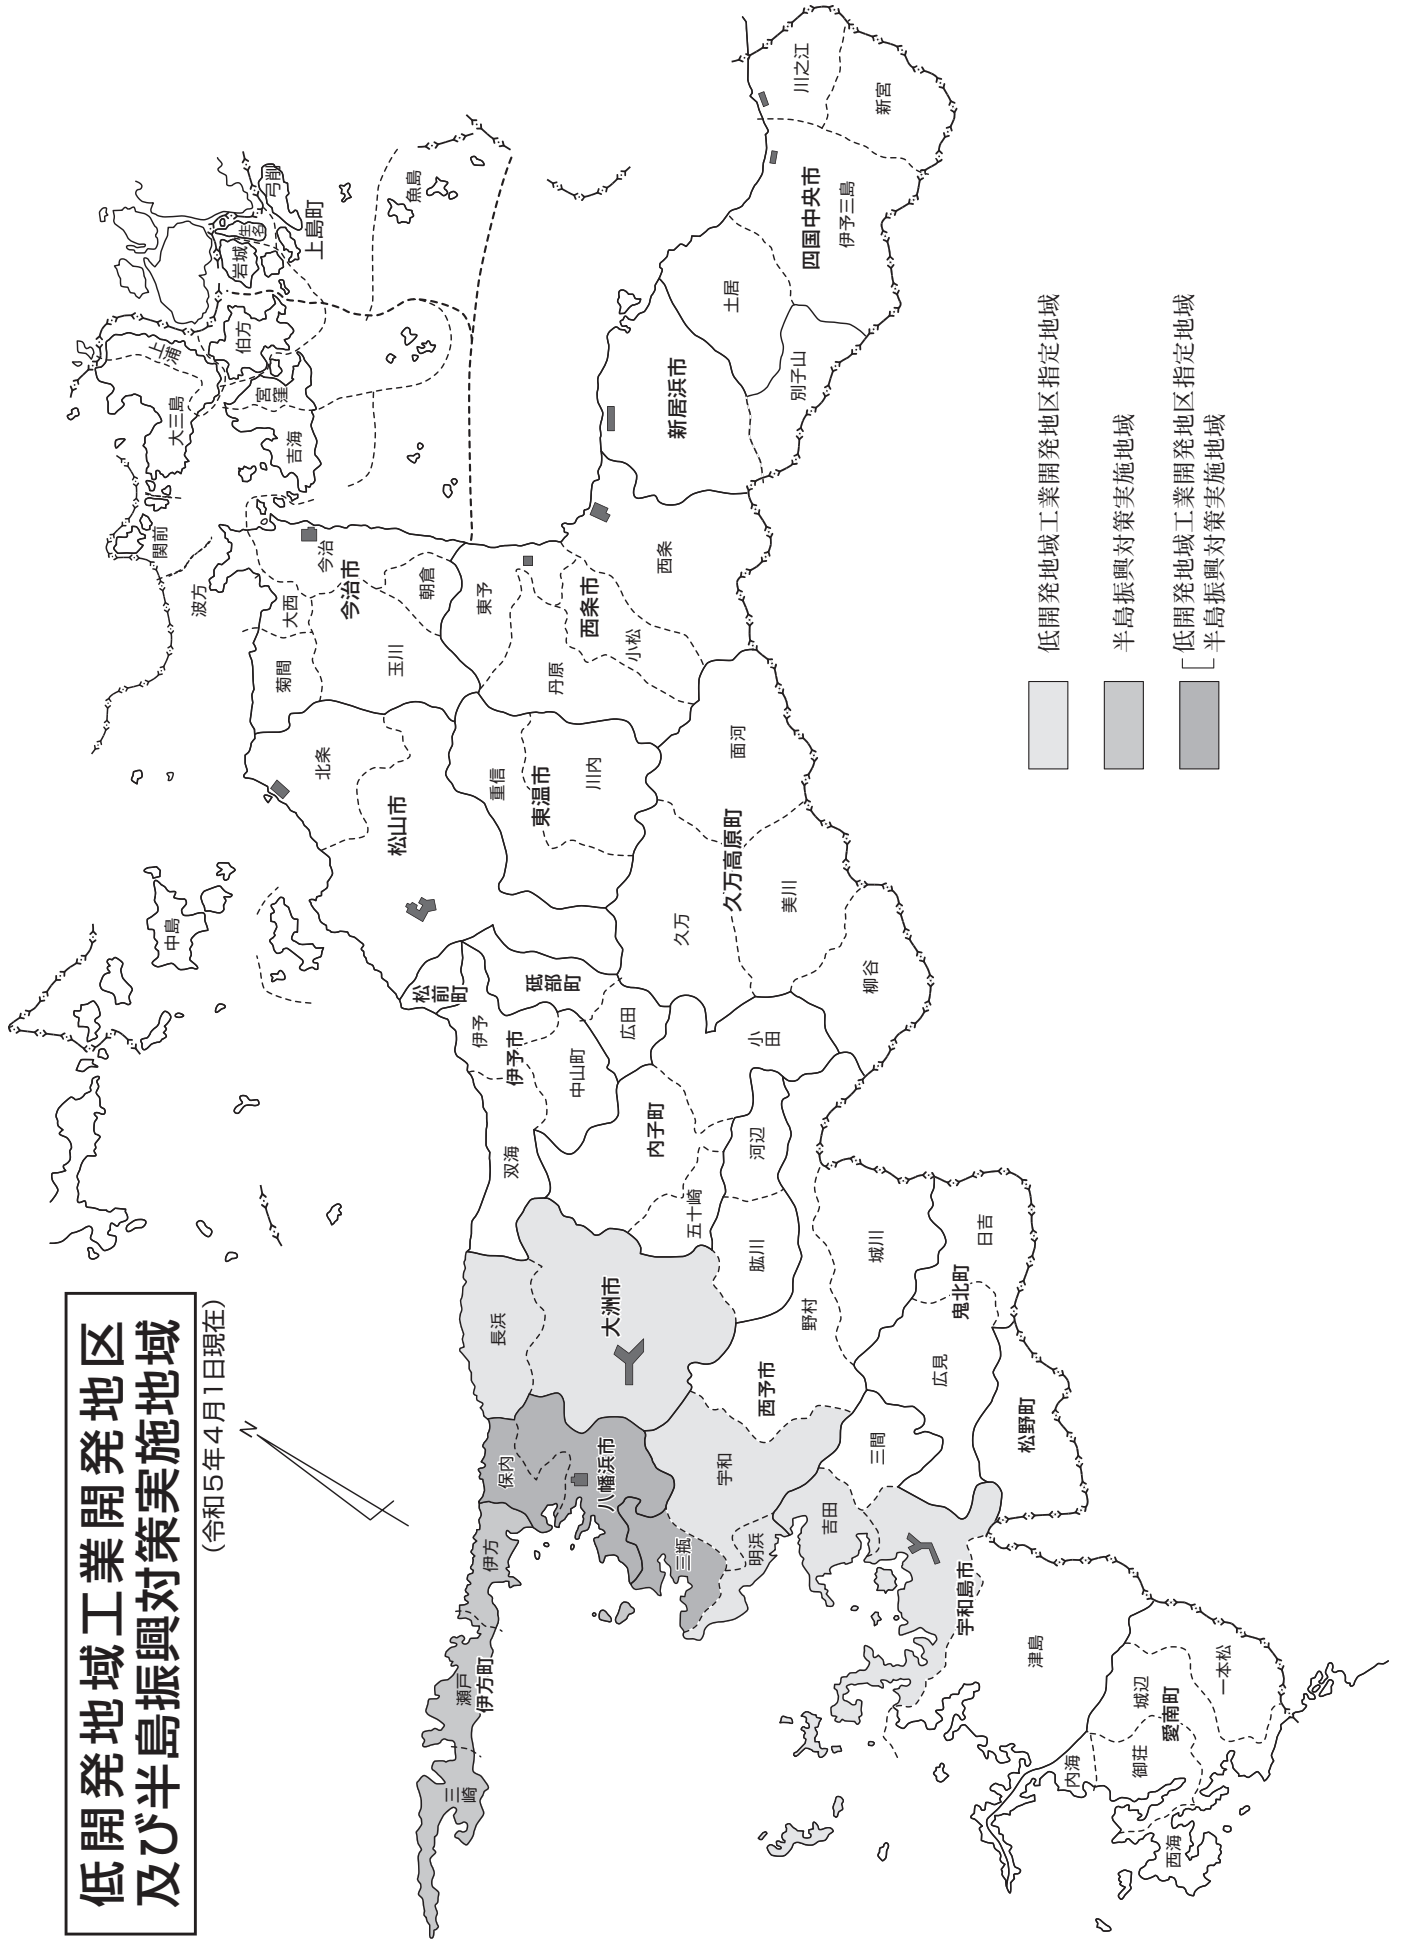 低開発地域工業開発地区
及び半島振興対策実施地域
(令和5年4月1日現在)
N
低開発地域工業開発地区指定地域
半島振興対策実施地域
低開発地域工業開発地区指定地域
半島振興対策実施地域
川之江
新宮
四国中央市
伊予三島
土居
別子山
新居浜市
魚島
弓削
生名
岩城
上島町
伯方
上浦
大三島
宮窪
吉海
関前
波方
今治
今治市
大西
朝倉
菊間
玉川
東予
西条市
西条
小松
丹原
北条
松山市
中島
重信
東温市
川内
面河
久万高原町
久万
美川
柳谷
松前町
砥部町
広田
伊予
伊予市
中山町
双海
内子町
小田
五十崎
河辺
肱川
大洲市
長浜
城川
野村
西予市
宇和
明浜
三瓶
日吉
鬼北町
広見
松野町
三間
吉田
宇和島市
津島
保内
八幡浜市
伊方
瀬戸
伊方町
三崎
内海
御荘
城辺
愛南町
一本松
西海